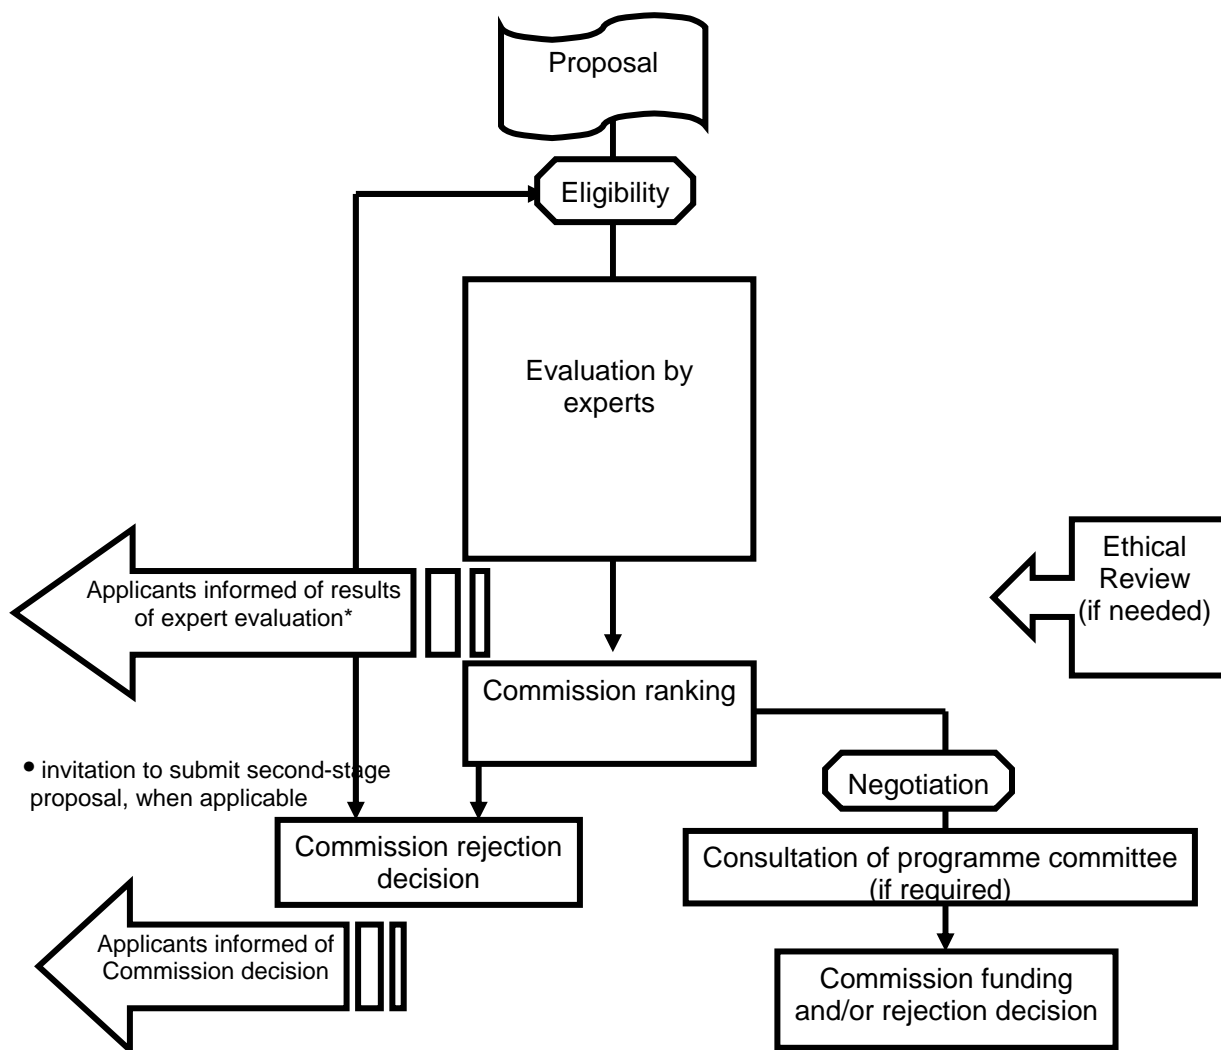 Proposal
Eligibility
Evaluation by
experts
Ethical
Review
(if needed)
Applicants informed of results
of expert evaluation*
Commission ranking
• invitation to submit second-stage
proposal, when applicable
Negotiation
Commission rejection
decision
Consultation of programme committee
(if required)
Applicants informed of
Commission decision
Commission funding
and/or rejection decision